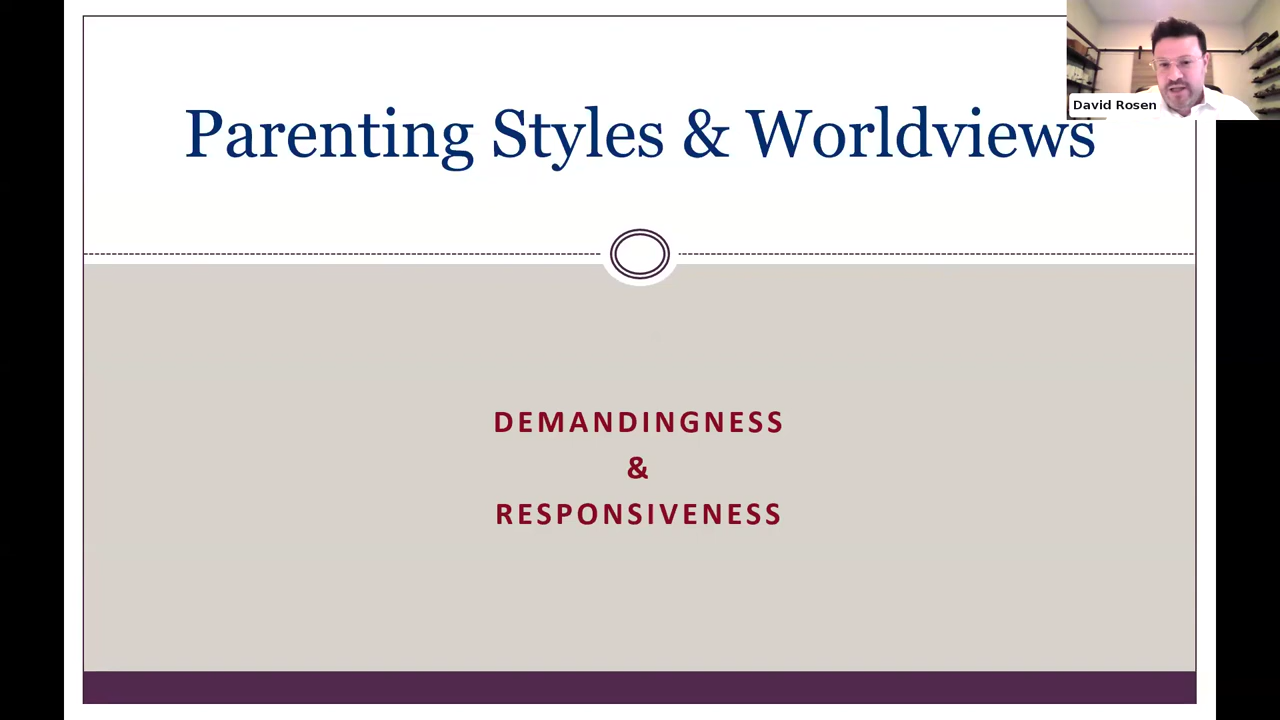 Parenting Styles & Worldviews
David Rosen
DEMANDINGNESS
&
RESPONSIVENESS